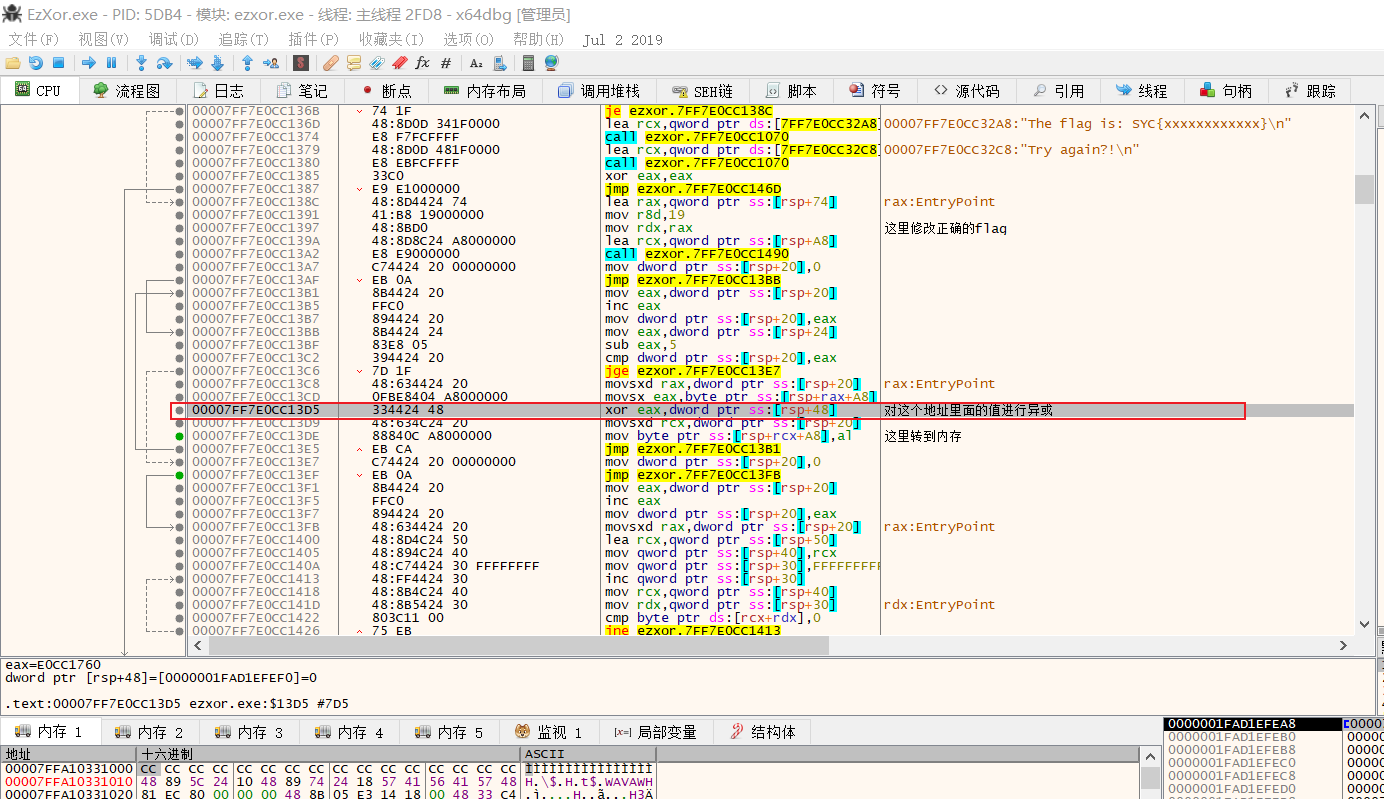 EzXor.exe - PID: 5DB4 - 模块: ezxor.exe - 线程: 主线程 2FD8 - x64dbg [管理员]
文件(F) 视图(V) 调试(D) 追踪(T) 插件(P) 收藏夹(I) 选项(O) 帮助(H) Jul 2 2019
CPU 流程图 日志 笔记 断点 内存布局 调用堆栈 SEH链 脚本 符号 源代码 引用 线程 句柄 跟踪
00007FF7E0CC136B 74 1F je ezxor.7FF7E0CC138C
00007FF7E0CC136D 48:8D0D 341F0000 lea rcx,qword ptr ds:[7FF7E0CC32A8] 00007FF7E0CC32A8:"The flag is: SYC{xxxxxxxxxxxx}\n"
00007FF7E0CC1374 E8 F7FCFFFF call ezxor.7FF7E0CC1070
00007FF7E0CC1379 48:8D0D 481F0000 lea rcx,qword ptr ds:[7FF7E0CC32C8] 00007FF7E0CC32C8:"Try again?!\n"
00007FF7E0CC1380 E8 EBFCFFFF call ezxor.7FF7E0CC1070
00007FF7E0CC1385 33C0 xor eax,eax
00007FF7E0CC1387 E9 E1000000 jmp ezxor.7FF7E0CC146D
00007FF7E0CC138C 48:8D4424 74 lea rax,qword ptr ss:[rsp+74] rax:EntryPoint
00007FF7E0CC1391 41:B8 19000000 mov r8d,19
00007FF7E0CC1397 48:8BD0 mov rdx,rax 这里修改正确的flag
00007FF7E0CC139A 48:8D8C24 A8000000 lea rcx,qword ptr ss:[rsp+A8]
00007FF7E0CC13A2 E8 E9000000 call ezxor.7FF7E0CC1490
00007FF7E0CC13A7 C74424 20 00000000 mov dword ptr ss:[rsp+20],0
00007FF7E0CC13AF EB 0A jmp ezxor.7FF7E0CC13BB
00007FF7E0CC13B1 8B4424 20 mov eax,dword ptr ss:[rsp+20]
00007FF7E0CC13B5 FFC0 inc eax
00007FF7E0CC13B7 894424 20 mov dword ptr ss:[rsp+20],eax
00007FF7E0CC13BB 8B4424 24 mov eax,dword ptr ss:[rsp+24]
00007FF7E0CC13BF 83E8 05 sub eax,5
00007FF7E0CC13C2 394424 20 cmp dword ptr ss:[rsp+20],eax
00007FF7E0CC13C6 7D 1F jge ezxor.7FF7E0CC13E7
00007FF7E0CC13C8 48:634424 20 movsxd rax,dword ptr ss:[rsp+20] rax:EntryPoint
00007FF7E0CC13CD 0FBE8404 A8000000 movsx eax,byte ptr ss:[rsp+rax+A8]
00007FF7E0CC13D5 334424 48 xor eax,dword ptr ss:[rsp+48] 对这个地址里面的值进行异或
00007FF7E0CC13D9 48:634C24 20 movsxd rcx,dword ptr ss:[rsp+20]
00007FF7E0CC13DE 88840C A8000000 mov byte ptr ss:[rsp+rcx+A8],al 这里转到内存
00007FF7E0CC13E5 EB CA jmp ezxor.7FF7E0CC13B1
00007FF7E0CC13E7 C74424 20 00000000 mov dword ptr ss:[rsp+20],0
00007FF7E0CC13EF EB 0A jmp ezxor.7FF7E0CC13FB
00007FF7E0CC13F1 8B4424 20 mov eax,dword ptr ss:[rsp+20]
00007FF7E0CC13F5 FFC0 inc eax
00007FF7E0CC13F7 894424 20 mov dword ptr ss:[rsp+20],eax
00007FF7E0CC13FB 48:634424 20 movsxd rax,dword ptr ss:[rsp+20] rax:EntryPoint
00007FF7E0CC1400 48:8D4C24 50 lea rcx,qword ptr ss:[rsp+50]
00007FF7E0CC1405 48:894C24 40 mov qword ptr ss:[rsp+40],rcx
00007FF7E0CC140A 48:C74424 30 FFFFFFFF mov qword ptr ss:[rsp+30],FFFFFFFFF
00007FF7E0CC1413 48:FF4424 30 inc qword ptr ss:[rsp+30]
00007FF7E0CC1418 48:8B4C24 40 mov rcx,qword ptr ss:[rsp+40]
00007FF7E0CC141D 48:8B5424 30 mov rdx,qword ptr ss:[rsp+30] rdx:EntryPoint
00007FF7E0CC1422 803C11 00 cmp byte ptr ds:[rcx+rdx],0
00007FF7E0CC1426 75 EB jne ezxor.7FF7E0CC1413
eax=E0CC1760
dword ptr [rsp+48]=[0000001FAD1EFEF0]=0
.text:00007FF7E0CC13D5 ezxor.exe:$13D5 #7D5
内存 1 内存 2 内存 3 内存 4 内存 5 监视 1 [x=] 局部变量 结构体
地址 十六进制 ASCII
00007FFA10331000 CC CC CC CC CC CC CC CC CC CC CC CC CC CC CC CC ÌÌÌÌÌÌÌÌÌÌÌÌÌÌÌÌ
00007FFA10331010 48 89 5C 24 10 48 89 74 24 18 57 41 56 41 57 48 H.\$.H.t$.WAVAWH
00007FFA10331020 81 EC 80 00 00 00 48 8B 05 E3 14 18 00 48 33 C4 .ì....H..ã...H3Ä
0000001FAD1EFEA8
0000001FAD1EFEB0
0000001FAD1EFEB8
0000001FAD1EFEC0
0000001FAD1EFEC8
0000001FAD1EFED0